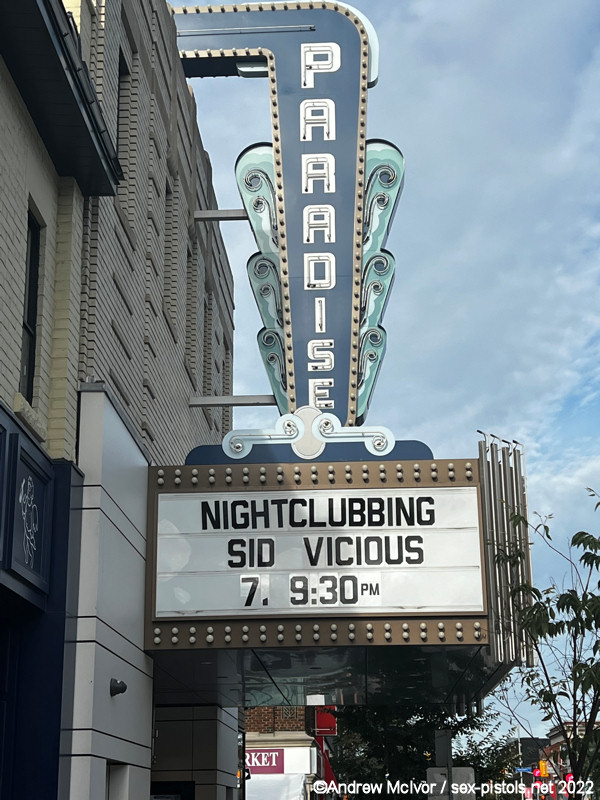 PARADISE
NIGHTCLUBBING
SID VICIOUS
7. 9:30 PM
RKET
©Andrew McIvor / sex-pistols.net 2022